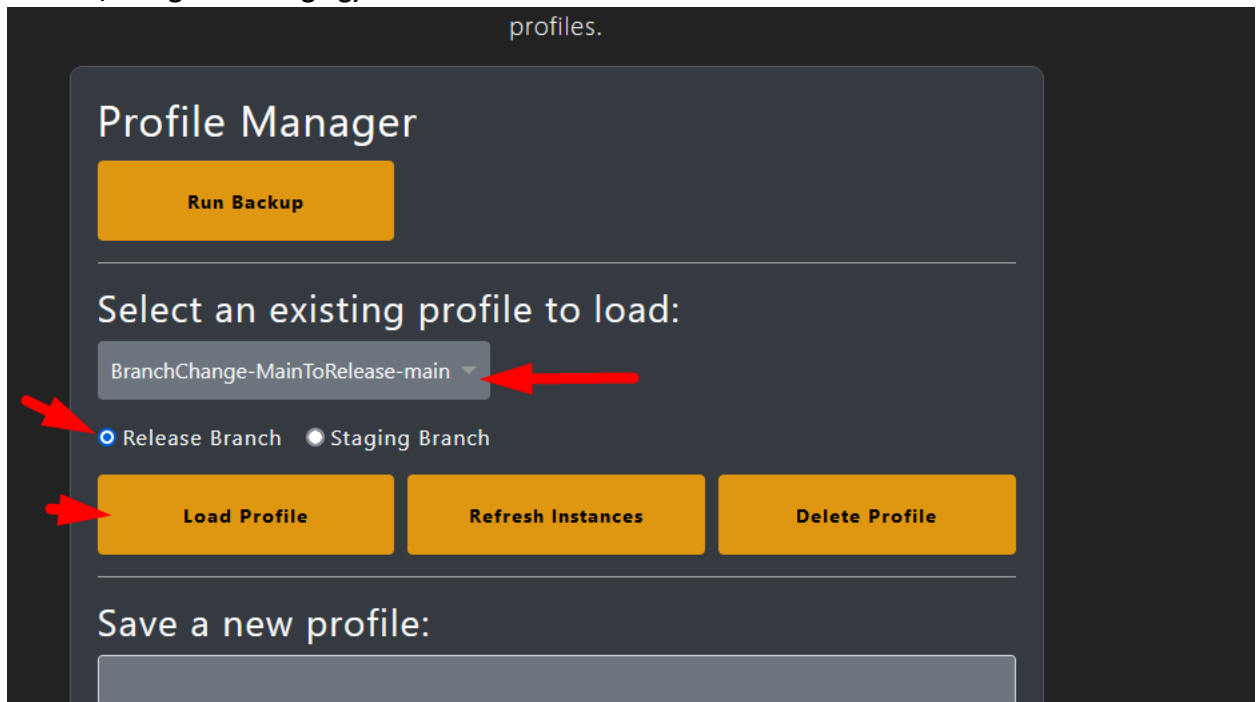 profiles.
Profile Manager
Run Backup
Select an existing profile to load:
BranchChange-MainToRelease-main
Release Branch Staging Branch
Load Profile Refresh Instances Delete Profile
Save a new profile: